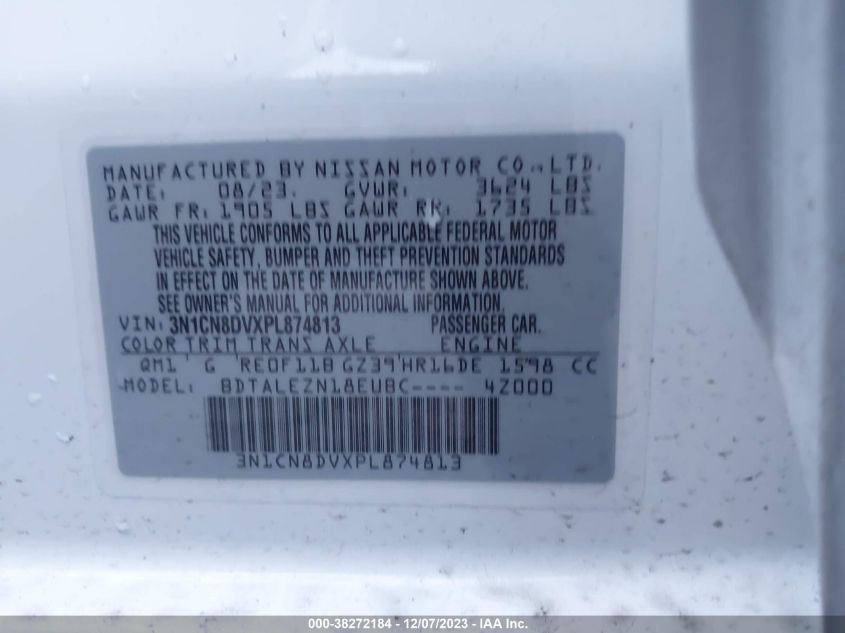 MANUFACTURED BY NISSAN MOTOR CO., LTD.
DATE: 08/23. GVWR: 3624 LBS
GAWR FR: 1905 LBS GAWR RR: 1735 LBS
THIS VEHICLE CONFORMS TO ALL APPLICABLE FEDERAL MOTOR
VEHICLE SAFETY, BUMPER AND THEFT PREVENTION STANDARDS
IN EFFECT ON THE DATE OF MANUFACTURE SHOWN ABOVE.
SEE OWNER'S MANUAL FOR ADDITIONAL INFORMATION.
VIN: 3N1CN8DVXPL874813 PASSENGER CAR.
COLOR TRIM TRANS AXLE ENGINE
QM1 G RE0F11B GZ39 HR16DE 1598 CC
MODEL: BDTALEZN18EUBC---- 4Z000
3N1CN8DVXPL874813
000-38272184 - 12/07/2023 - IAA Inc.